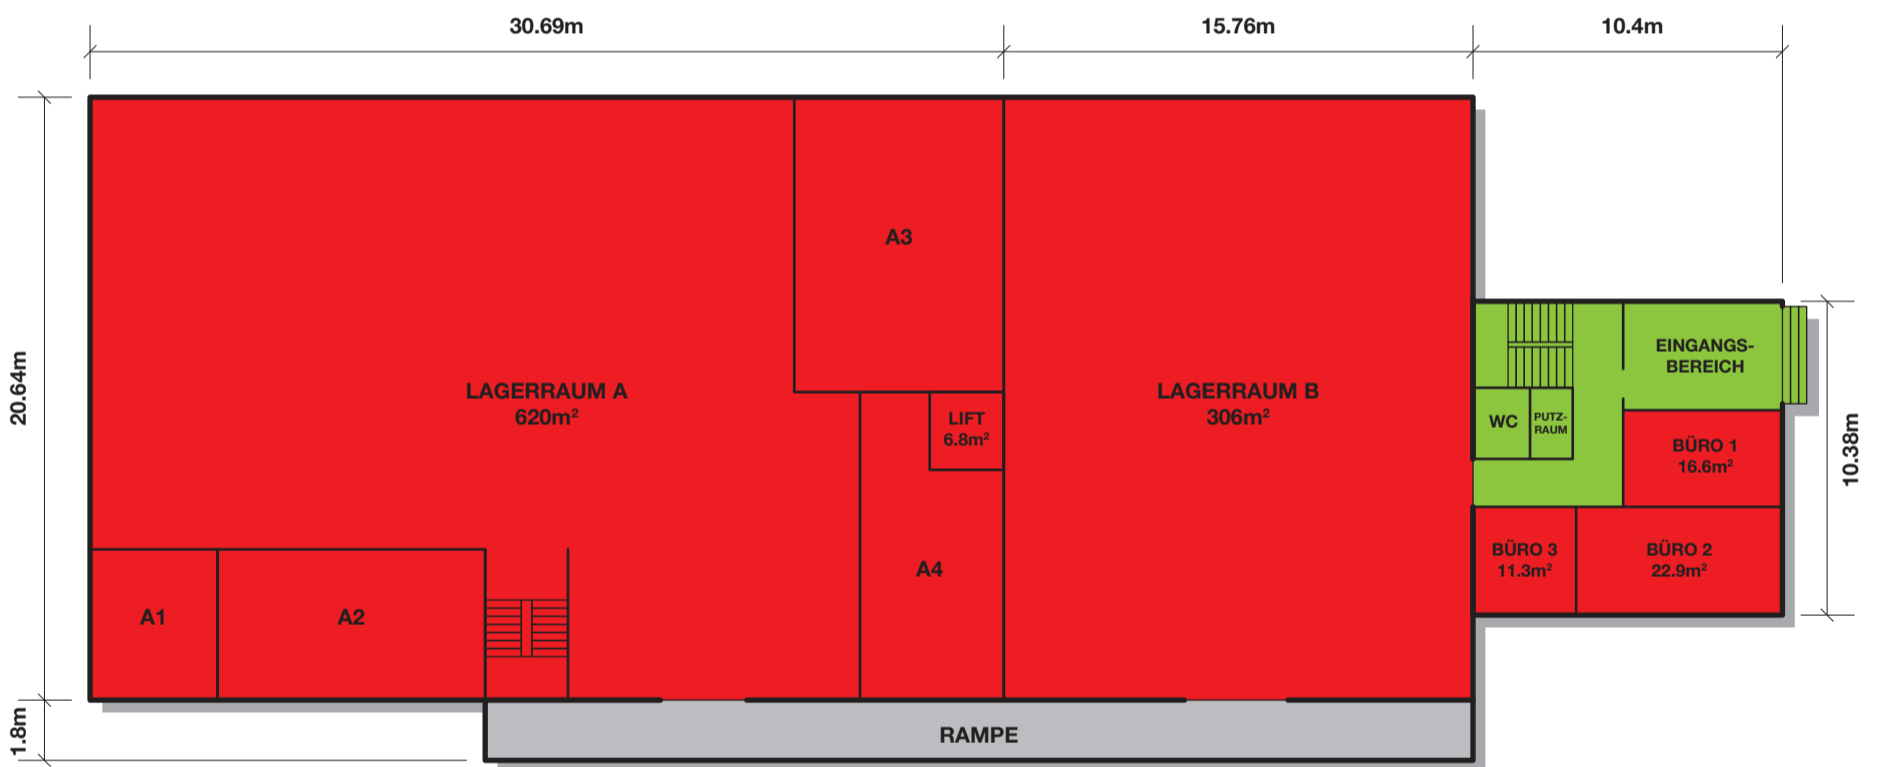 30.69m
15.76m
10.4m
20.64m
1.8m
10.38m
A3
LAGERRAUM A
620m²
LIFT
6.8m²
LAGERRAUM B
306m²
A4
A1
A2
EINGANGS-
BEREICH
WC
PUTZ-
RAUM
BÜRO 1
16.6m²
BÜRO 3
11.3m²
BÜRO 2
22.9m²
RAMPE